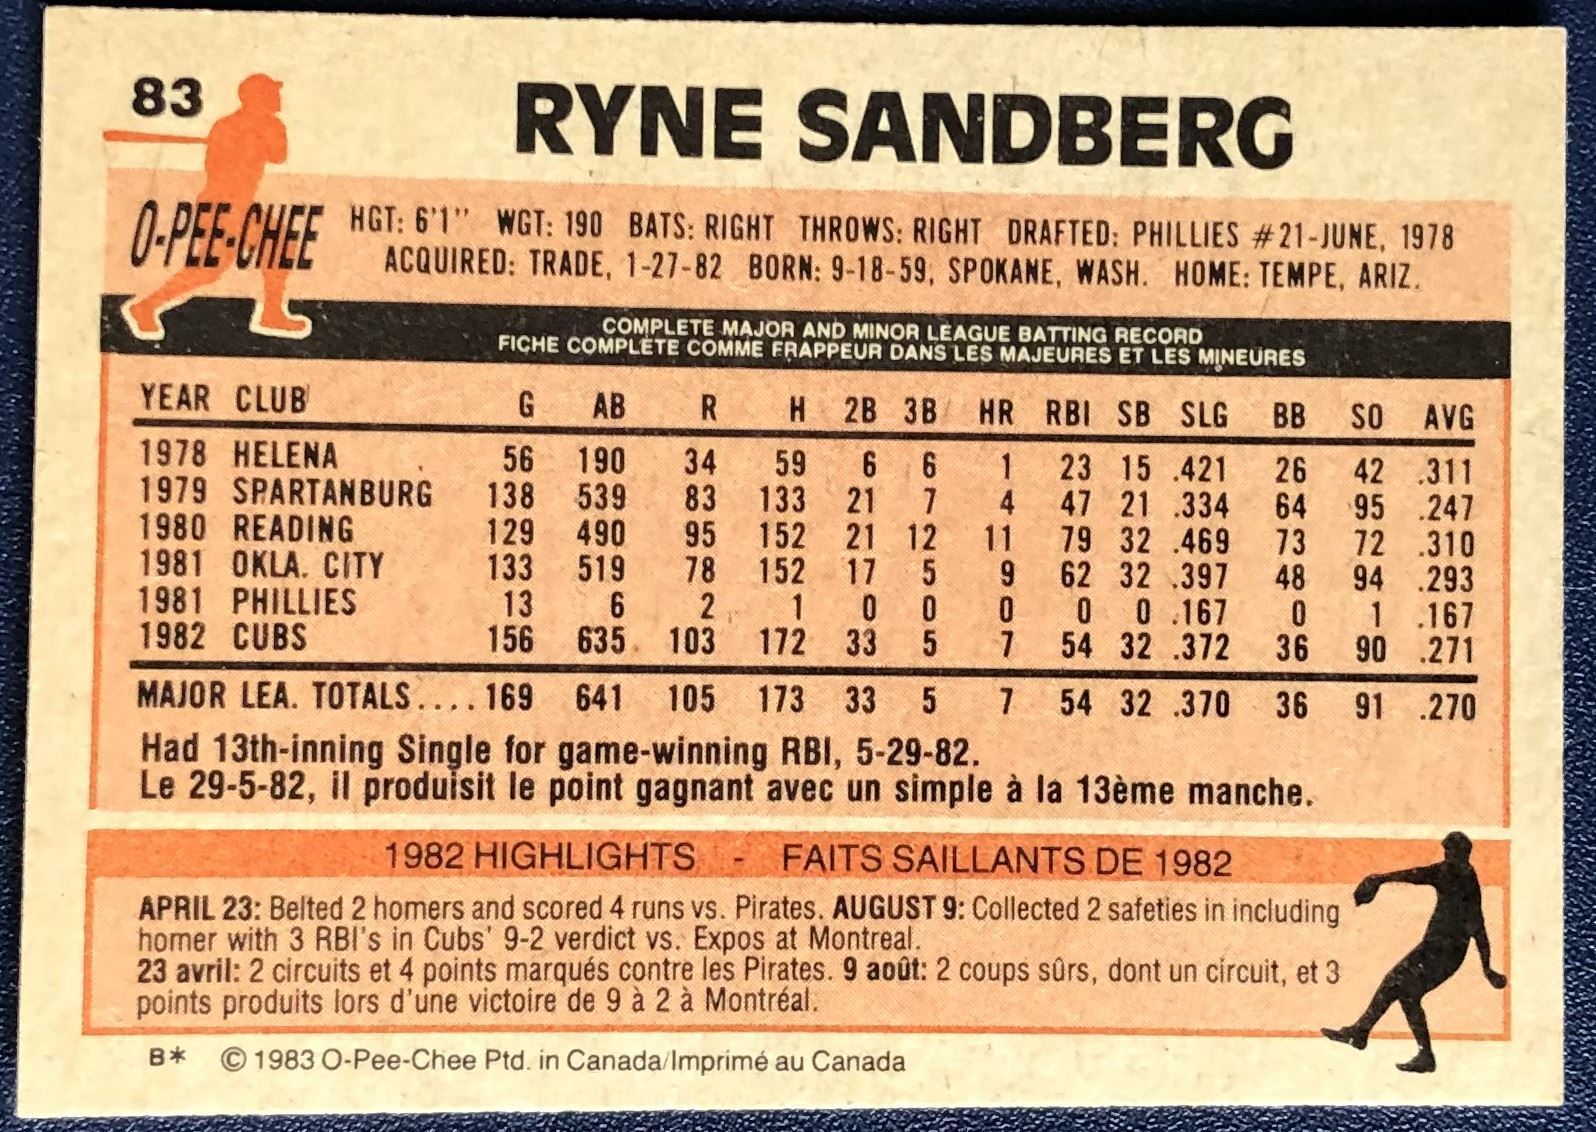 83
RYNE SANDBERG
O-PEE-CHEE
HGT: 6'1" WGT: 190 BATS: RIGHT THROWS: RIGHT DRAFTED: PHILLIES #21-JUNE, 1978
ACQUIRED: TRADE, 1-27-82 BORN: 9-18-59, SPOKANE, WASH. HOME: TEMPE, ARIZ.
COMPLETE MAJOR AND MINOR LEAGUE BATTING RECORD
FICHE COMPLÈTE COMME FRAPPEUR DANS LES MAJEURES ET LES MINEURES
YEAR CLUB G AB R H 2B 3B HR RBI SB SLG BB SO AVG
1978 HELENA 56 190 34 59 6 6 1 23 15 .421 26 42 .311
1979 SPARTANBURG 138 539 83 133 21 7 4 47 21 .334 64 95 .247
1980 READING 129 490 95 152 21 12 11 79 32 .469 73 72 .310
1981 OKLA. CITY 133 519 78 152 17 5 9 62 32 .397 48 94 .293
1981 PHILLIES 13 6 2 1 0 0 0 0 0 .167 0 1 .167
1982 CUBS 156 635 103 172 33 5 7 54 32 .372 36 90 .271
MAJOR LEA. TOTALS.... 169 641 105 173 33 5 7 54 32 .370 36 91 .270
Had 13th-inning Single for game-winning RBI, 5-29-82.
Le 29-5-82, il produisit le point gagnant avec un simple à la 13ème manche.
1982 HIGHLIGHTS - FAITS SAILLANTS DE 1982
APRIL 23: Belted 2 homers and scored 4 runs vs. Pirates. AUGUST 9: Collected 2 safeties in including
homer with 3 RBI's in Cubs' 9-2 verdict vs. Expos at Montreal.
23 avril: 2 circuits et 4 points marqués contre les Pirates. 9 août: 2 coups sûrs, dont un circuit, et 3
points produits lors d'une victoire de 9 à 2 à Montréal.
B* © 1983 O-Pee-Chee Ptd. in Canada/Imprimé au Canada